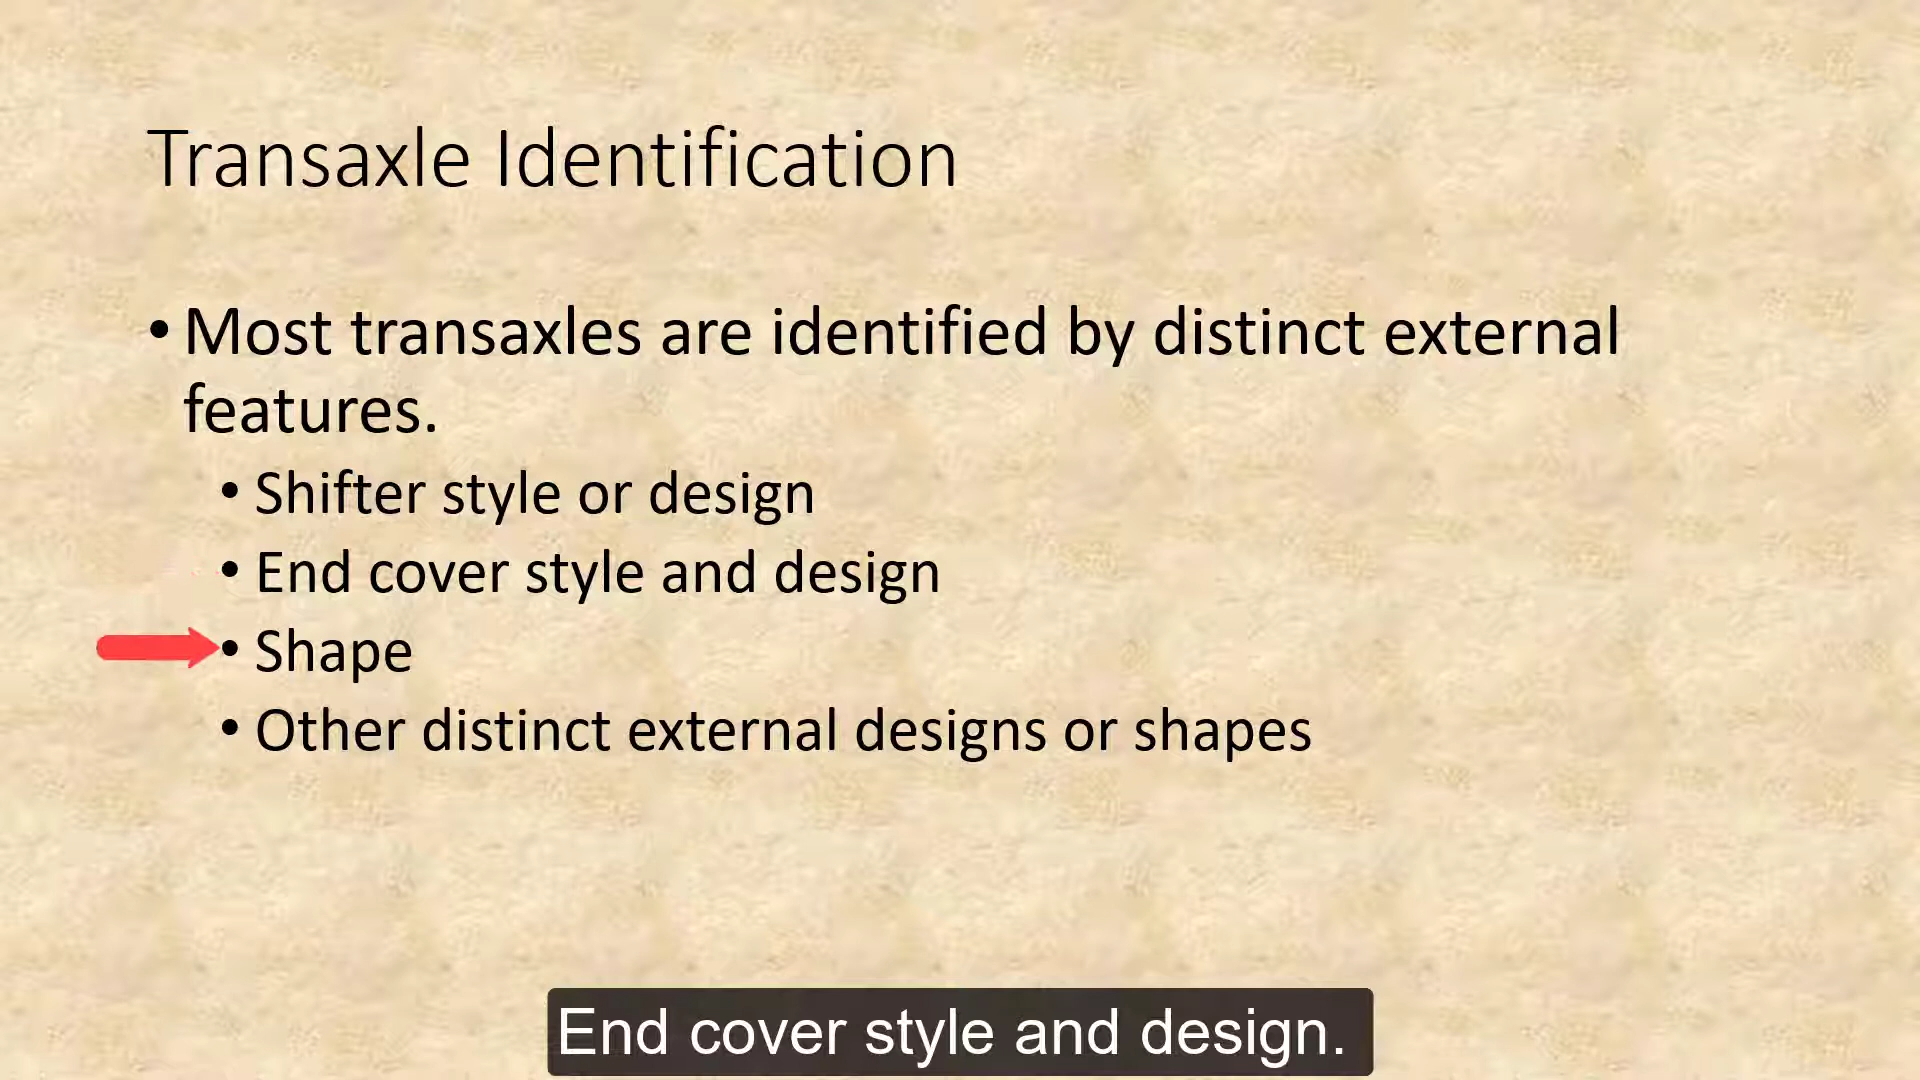 Transaxle Identification
• Most transaxles are identified by distinct external
features.
• Shifter style or design
• End cover style and design
• Shape
• Other distinct external designs or shapes
End cover style and design.